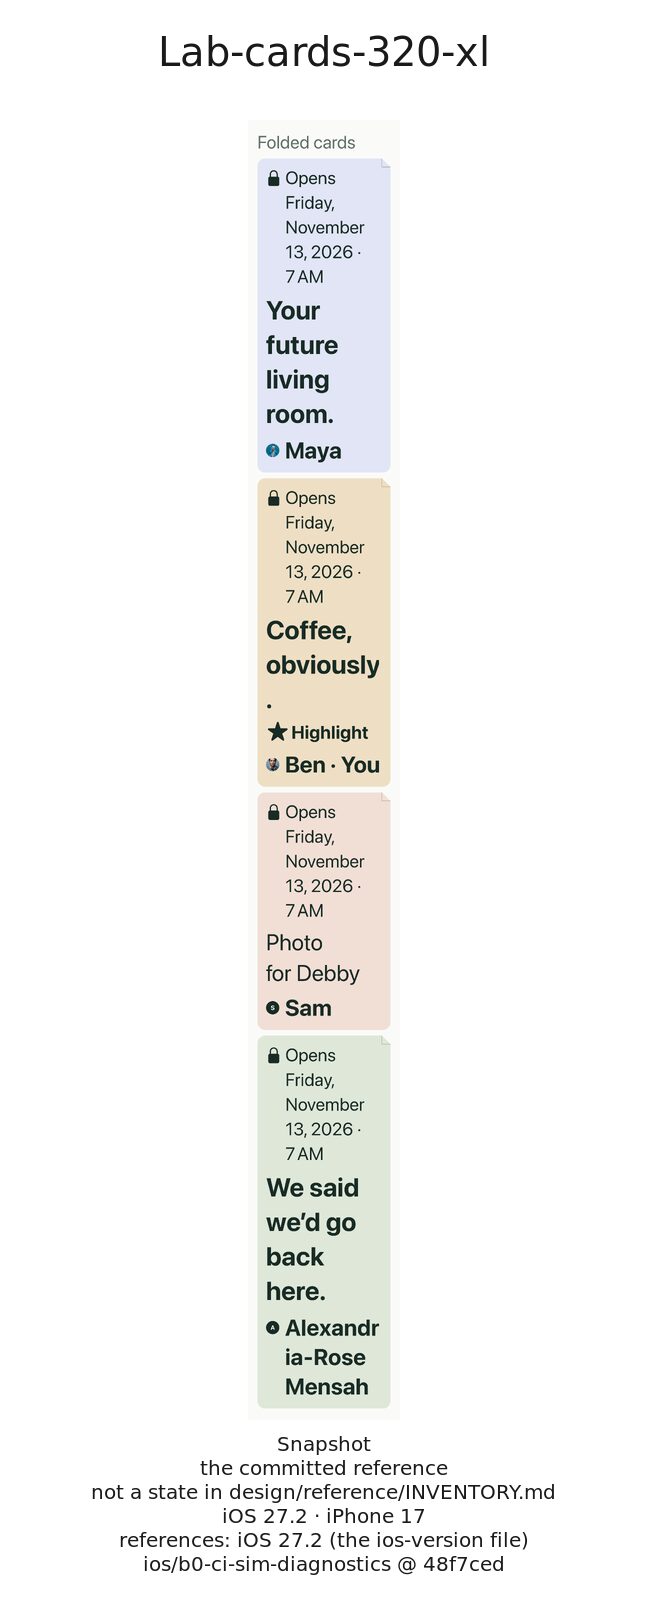 Lab-cards-320-xl
Folded cards
Opens
Friday,
November
13, 2026 ·
7 AM
Your
future
living
room.
Maya
Opens
Friday,
November
13, 2026 ·
7 AM
Coffee,
obviously
.
Highlight
Ben · You
Opens
Friday,
November
13, 2026 ·
7 AM
Photo
for Debby
S Sam
Opens
Friday,
November
13, 2026 ·
7 AM
We said
we’d go
back
here.
A Alexandr
ia-Rose
Mensah
Snapshot
the committed reference
not a state in design/reference/INVENTORY.md
iOS 27.2 · iPhone 17
references: iOS 27.2 (the ios-version file)
ios/b0-ci-sim-diagnostics @ 48f7ced